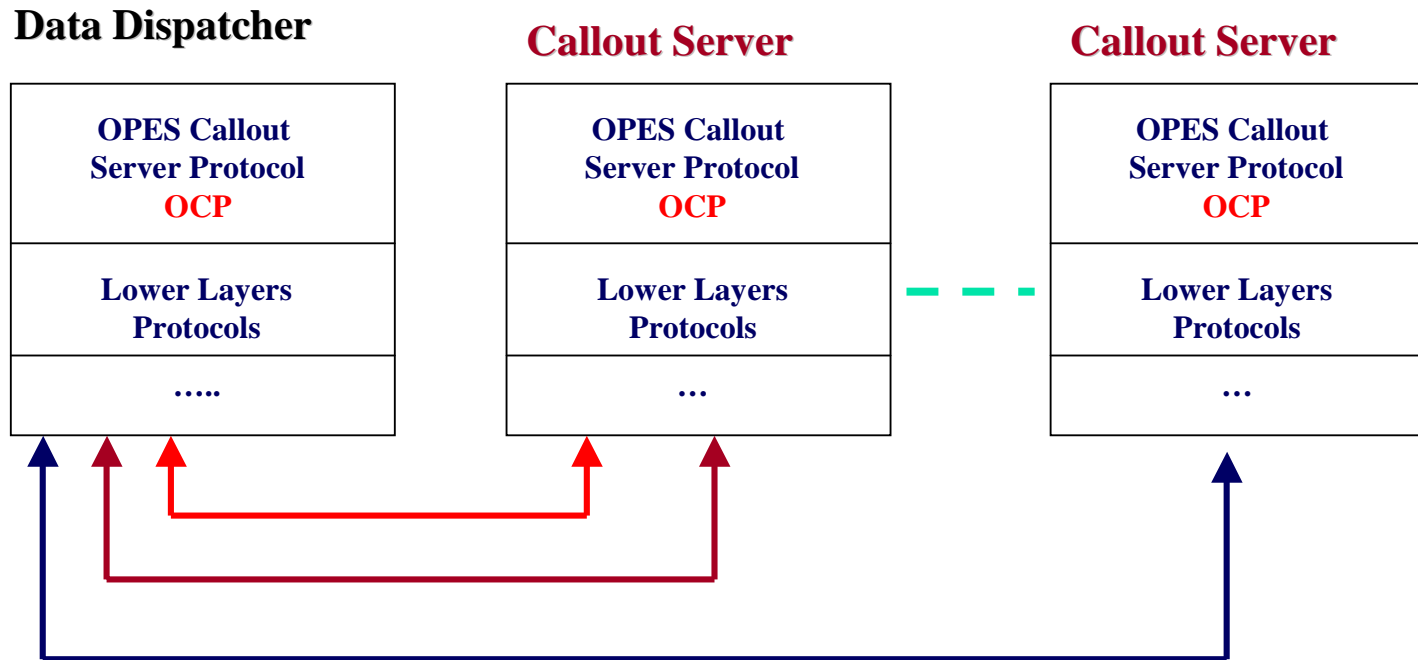 Data Dispatcher
Callout Server
Callout Server
OPES Callout
Server Protocol
OCP
Lower Layers
Protocols
…..
OPES Callout
Server Protocol
OCP
Lower Layers
Protocols
…
OPES Callout
Server Protocol
OCP
Lower Layers
Protocols
…